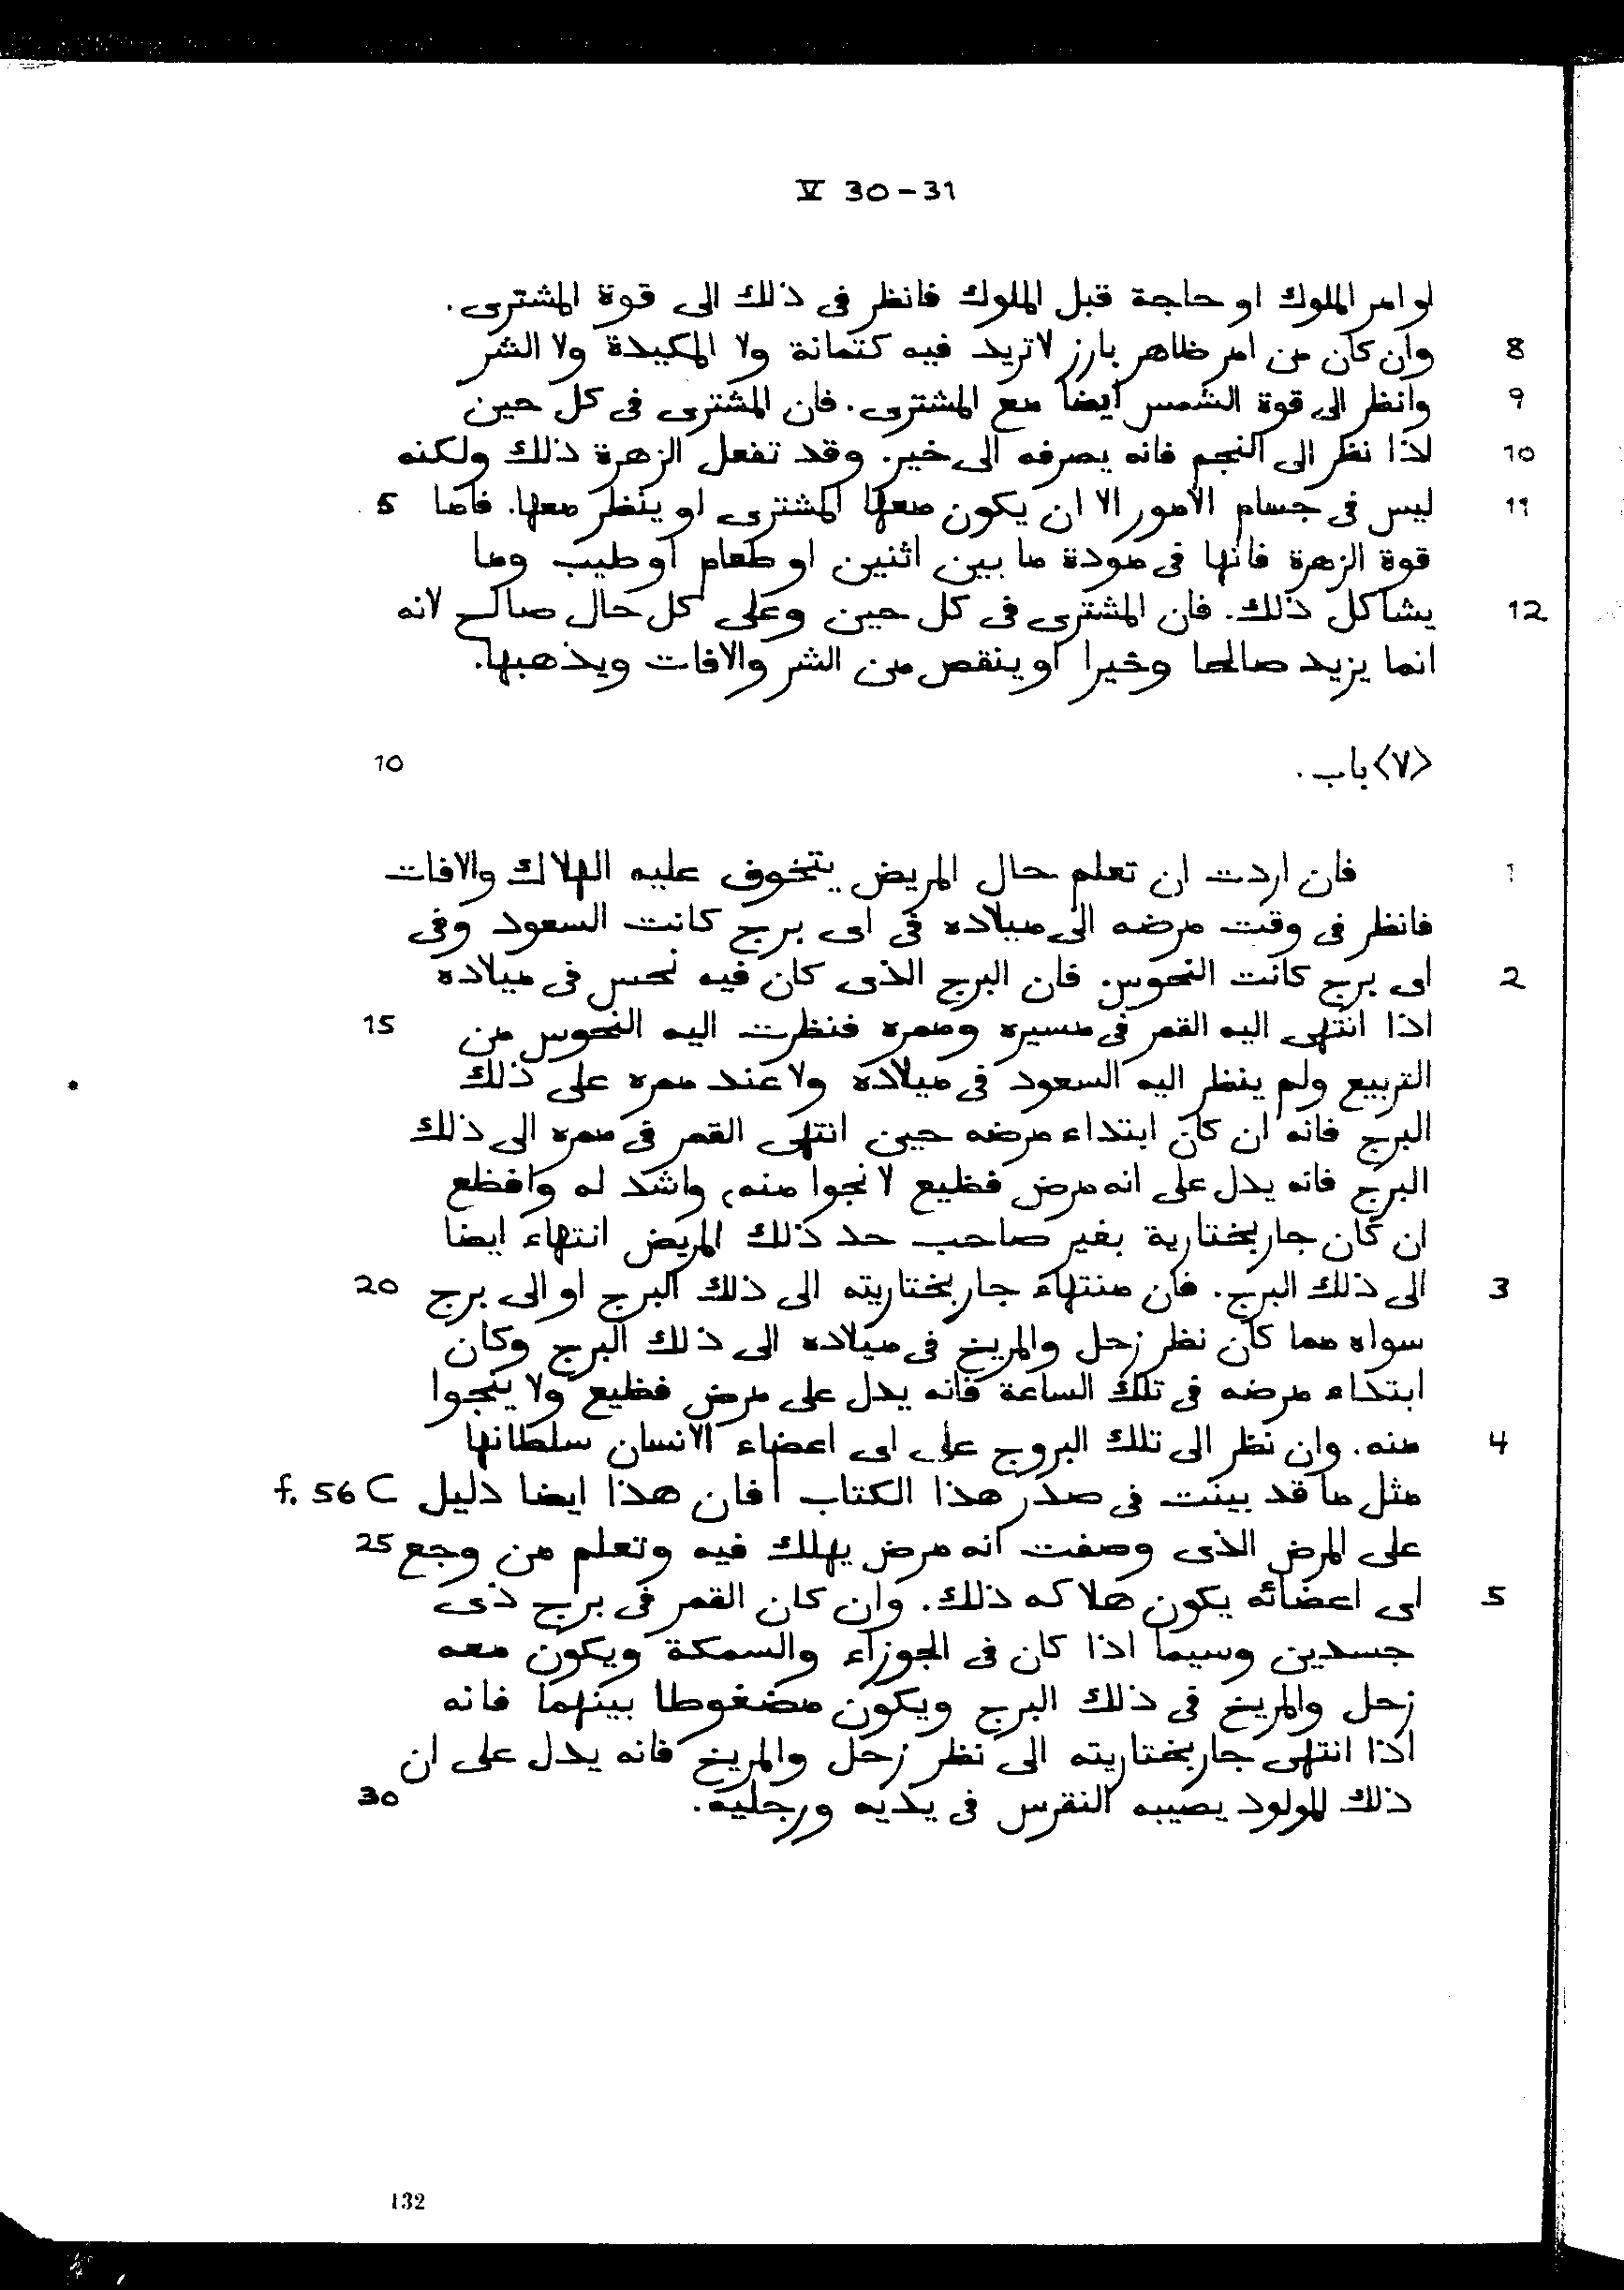 V 30-31
او امر الملوك او حاجة قبل الملوك فانظر فى ذلك الى قوة المشترى.
8 وان كان من امر ظاهر بارز لا تريد فيه كتمانة ولا المكيدة ولا الشر
9 وانظر الى قوة الشمس ايضا مع المشترى. فان المشترى فى كل حين
10 اذا نظر الى النجم فانه يصرفه الى خير. وقد تفعل الزهرة ذلك ولكنه
11 ليس فى جسام الامور الا ان يكون معها المشترى او ينظر معها. فاما 5
قوة الزهرة فانها فى مودة ما بين اثنين او طعام او طيب وما
12 يشاكل ذلك. فان المشترى فى كل حين وعلى كل حال صالح لانه
انما يزيد صالحا وخيرا او ينقص من الشر والافات ويذهبها.
<٧> باب. 10
1 فان اردت ان تعلم حال المريض يتخوف عليه الهلاك والافات
فانظر فى وقت مرضه الى ميلاده فى اى برج كانت السعود وفى
2 اى برج كانت النحوس. فان البرج الذى كان فيه نحس فى ميلاده
اذا انتهى اليه القمر فى مسيره وممره فنظرت اليه النحوس من 15
التربيع ولم ينظر اليه السعود فى ميلاده ولا عند ممره على ذلك
البرج فانه ان كان ابتداء مرضه حين انتهى القمر فى ممره الى ذلك
البرج فانه يدل على انه مرض فظيع لا نجوا منه، واشد له وافظع
ان كان جاربختارية بغير صاحب حد ذلك المريض انتهاء ايضا
3 الى ذلك البرج. فان منتهاء جاربختاريته الى ذلك البرج او الى برج 20
سواه مما كان نظر زحل والمريخ فى ميلاده الى ذلك البرج وكان
ابتداء مرضه فى تلك الساعة فانه يدل على مرض فظيع ولا ينجوا
4 منه. وان نظر الى تلك البروج على اى اعضاء الانسان سلطانها
مثل ما قد بينت فى صدر هذا الكتاب | فان هذا ايضا دليل f. 56 C
على المرض الذى وصفت انه مرض يهلك فيه وتعلم من وجع 25
5 اى اعضائه يكون هلاكه ذلك. وان كان القمر فى برج ذى
جسدين وسيما اذا كان فى الجوزاء والسمكة ويكون معه
زحل والمريخ فى ذلك البرج ويكون مضغوطا بينهما فانه
اذا انتهى جاربختاريته الى نظر زحل والمريخ فانه يدل على ان
ذلك المولود يصيبه النقرس فى يديه ورجليه. 30
132